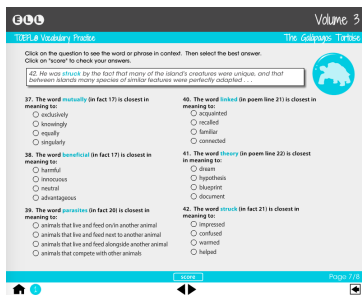 ELL
Volume 3
TOEFL® Vocabulary Practice
The Galápagos Tortoise
Click on the question to see the word or phrase in context. Then select the best answer.
Click on "score" to check your answers.
42. He was struck by the fact that many of the island's creatures were unique, and that
between islands many species of similar features were perfectly adapted . . .
37. The word mutually (in fact 17) is closest in
meaning to:
exclusively
knowingly
equally
singularly
38. The word beneficial (in fact 17) is closest in
meaning to:
harmful
innocuous
neutral
advantageous
39. The word parasites (in fact 20) is closest in
meaning to:
animals that live and feed on/in another animal
animals that live and feed next to another animal
animals that live and feed alongside another animal
animals that compete with other animals
40. The word linked (in poem line 21) is closest in
meaning to:
acquainted
recalled
familiar
connected
41. The word theory (in poem line 22) is closest
in meaning to:
dream
hypothesis
blueprint
document
42. The word struck (in fact 21) is closest in
meaning to:
impressed
confused
warmed
helped
score
Page 7/8